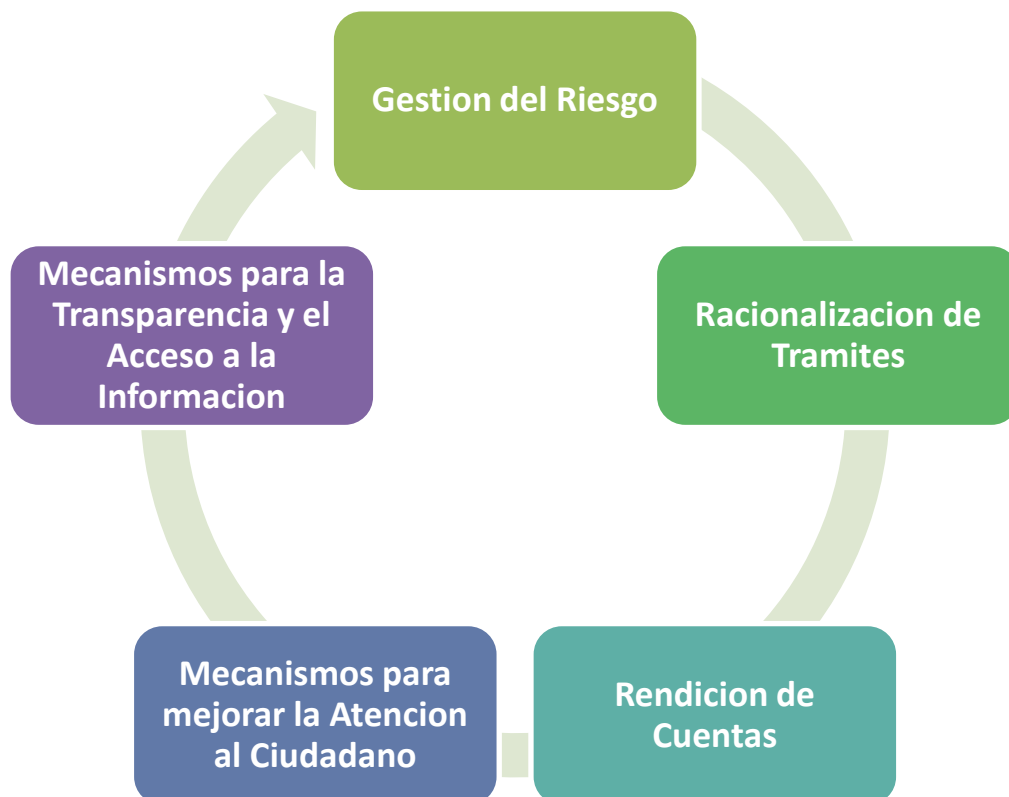 Gestion del Riesgo
Racionalizacion de
Tramites
Rendicion de
Cuentas
Mecanismos para
mejorar la Atencion
al Ciudadano
Mecanismos para la
Transparencia y el
Acceso a la
Informacion